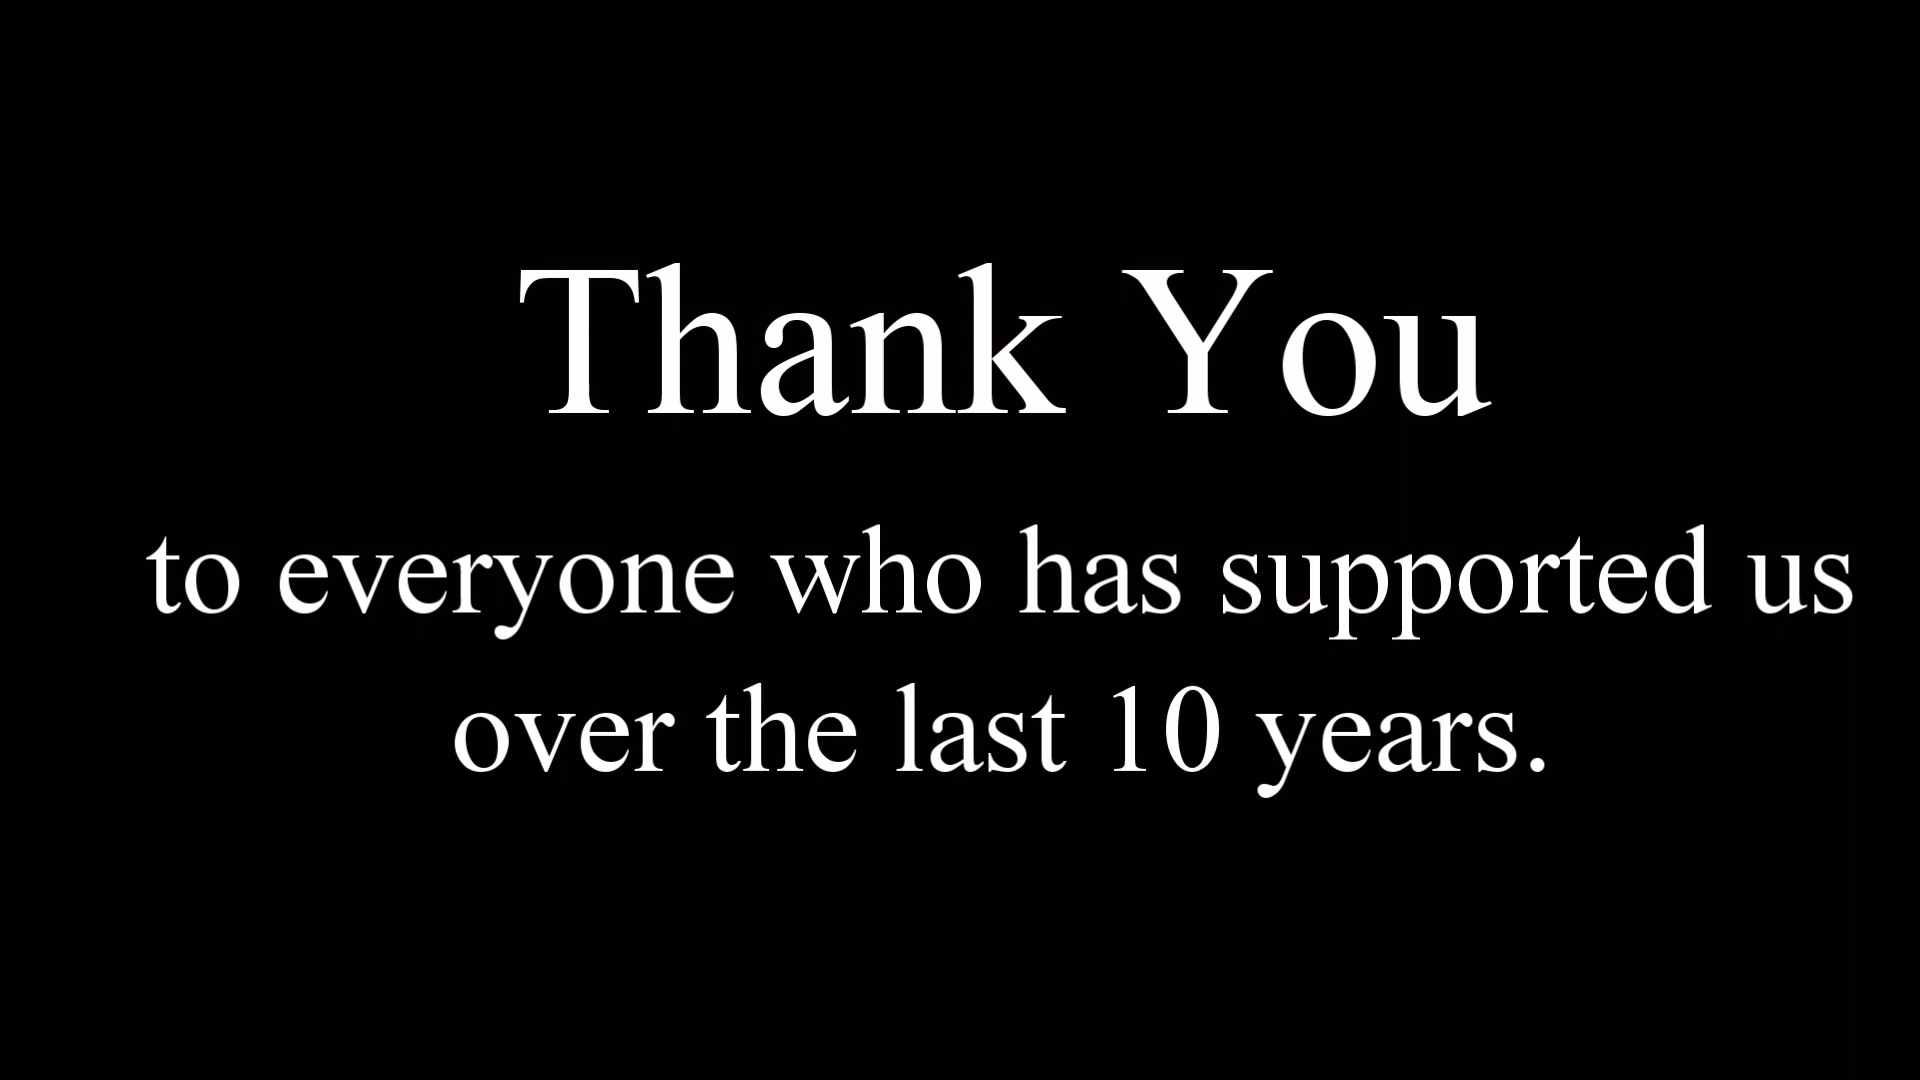 Thank You
to everyone who has supported us
over the last 10 years.